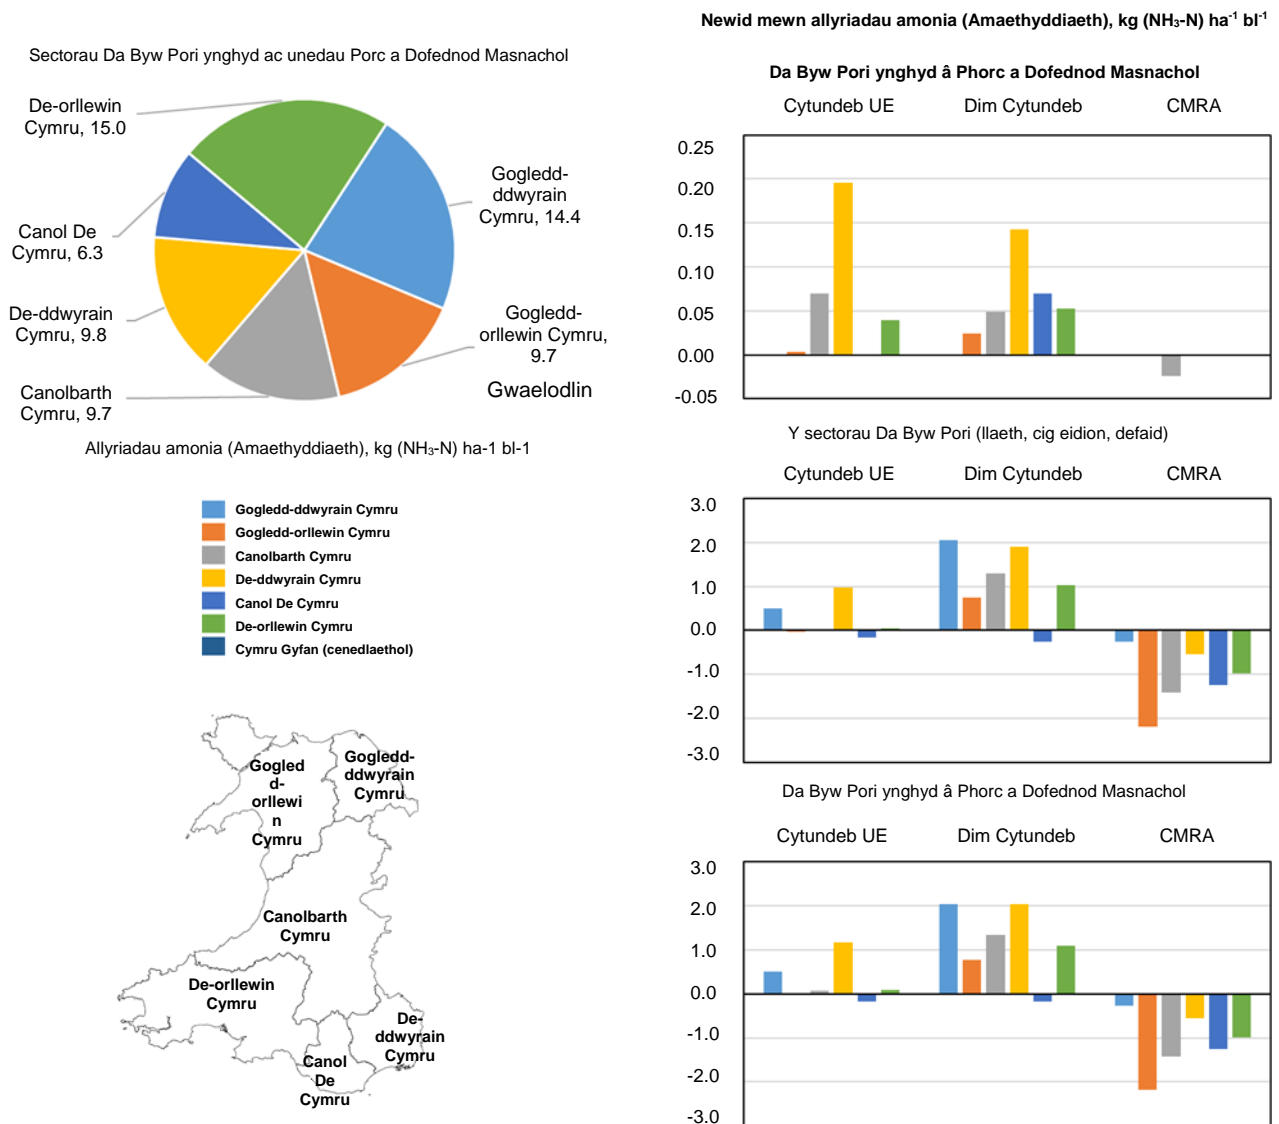 Sectorau Da Byw Pori ynghyd ac unedau Porc a Dofednod Masnachol
De-orllewin
Cymru, 15.0
Gogledd-
ddwyrain
Cymru, 14.4
Canol De
Cymru, 6.3
De-ddwyrain
Cymru, 9.8
Gogledd-
orllewin Cymru,
9.7
Gwaelodlin
Canolbarth
Cymru, 9.7
Allyriadau amonia (Amaethyddiaeth), kg (NH₃-N) ha-1 bl-1
Gogledd-ddwyrain Cymru
Gogledd-orllewin Cymru
Canolbarth Cymru
De-ddwyrain Cymru
Canol De Cymru
De-orllewin Cymru
Cymru Gyfan (cenedlaethol)
Gogled
d-
orllewi
n
Cymru
Gogledd-
ddwyrain
Cymru
Canolbarth
Cymru
De-orllewin
Cymru
De-
ddwyrain
Cymru
Canol
De
Cymru
Newid mewn allyriadau amonia (Amaethyddiaeth), kg (NH₃-N) ha⁻¹ bl⁻¹
Da Byw Pori ynghyd â Phorc a Dofednod Masnachol
Cytundeb UE Dim Cytundeb CMRA
0.25
0.20
0.15
0.10
0.05
0.00
-0.05
Y sectorau Da Byw Pori (llaeth, cig eidion, defaid)
Cytundeb UE Dim Cytundeb CMRA
3.0
2.0
1.0
0.0
-1.0
-2.0
-3.0
Da Byw Pori ynghyd â Phorc a Dofednod Masnachol
Cytundeb UE Dim Cytundeb CMRA
3.0
2.0
1.0
0.0
-1.0
-2.0
-3.0